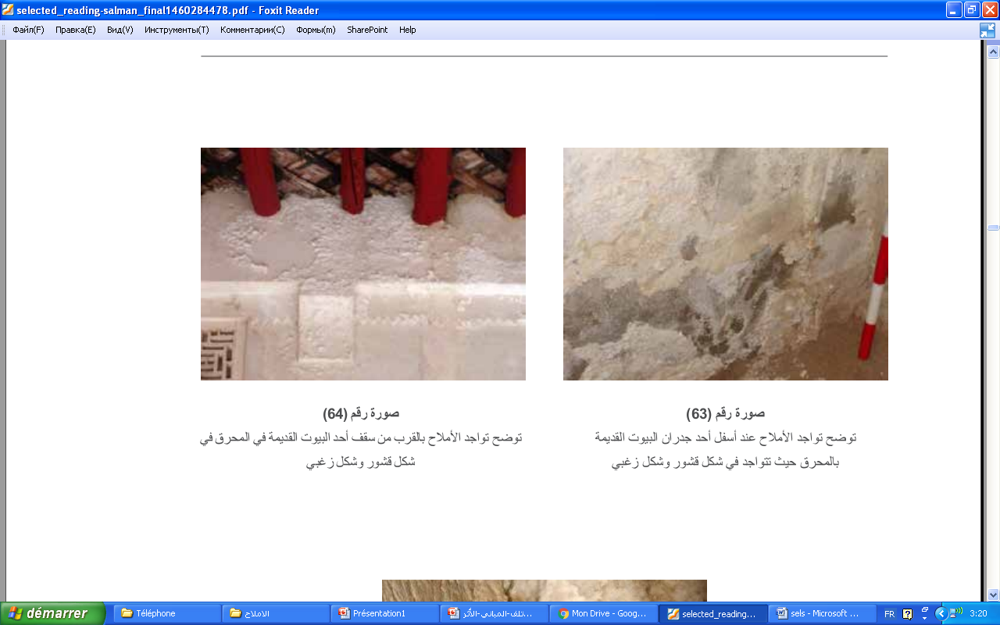 selected_reading-salman_final1460284478.pdf - Foxit Reader
Файл(F) Правка(E) Вид(V) Инструменты(T) Комментарии(C) Формы(m) SharePoint Help
صورة رقم (63)
توضح تواجد الأملاح عند أسفل أحد جدران البيوت القديمة
بالمحرق حيث تتواجد في شكل قشور وشكل زغبي
صورة رقم (64)
توضح تواجد الأملاح بالقرب من سقف أحد البيوت القديمة في المحرق في
شكل قشور وشكل زغبي
démarrer Téléphone الاملاح Présentation1 تلف-المباني-الأثر... Mon Drive - Goog... selected_reading... sels - Microsoft ... FR 3:20